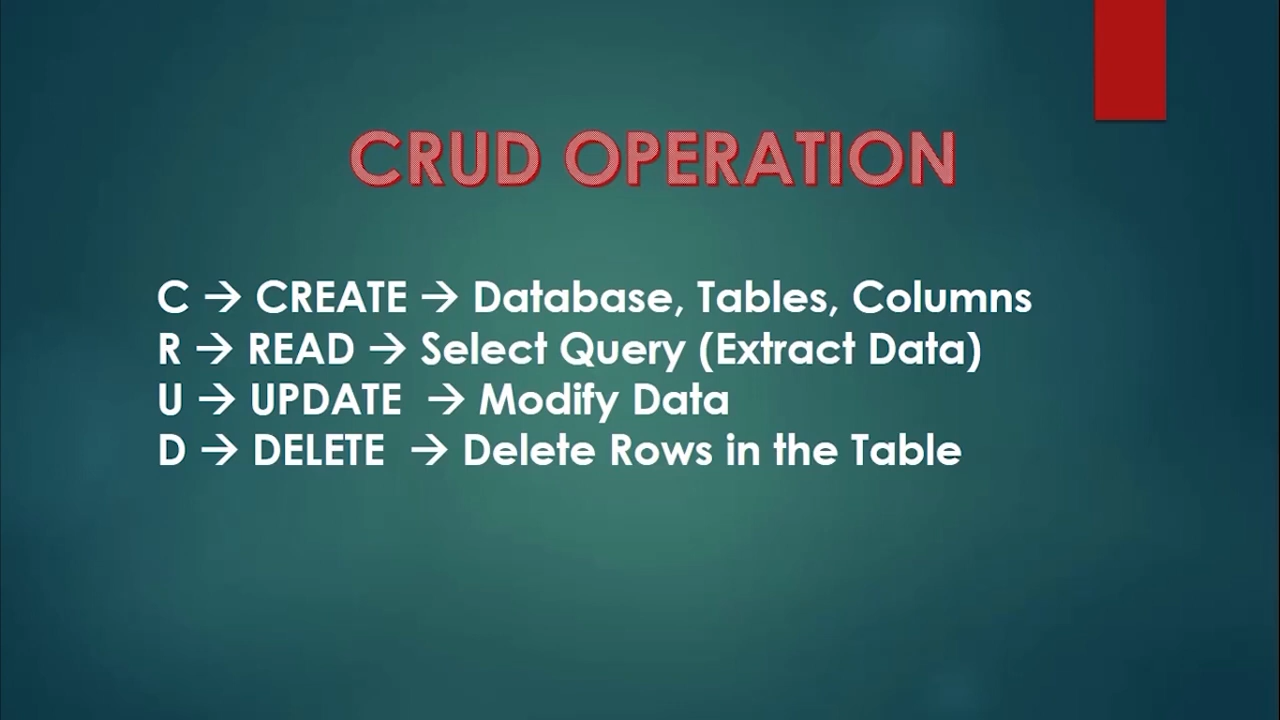 CRUD OPERATION
C → CREATE → Database, Tables, Columns
R → READ → Select Query (Extract Data)
U → UPDATE → Modify Data
D → DELETE → Delete Rows in the Table